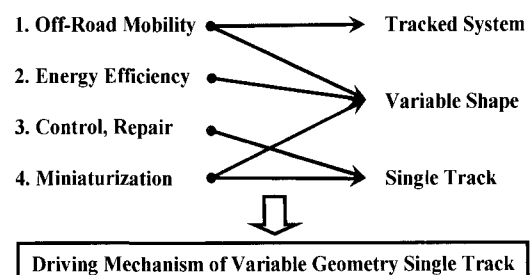 1. Off-Road Mobility Tracked System
2. Energy Efficiency
Variable Shape
3. Control, Repair
4. Miniaturization Single Track
Driving Mechanism of Variable Geometry Single Track